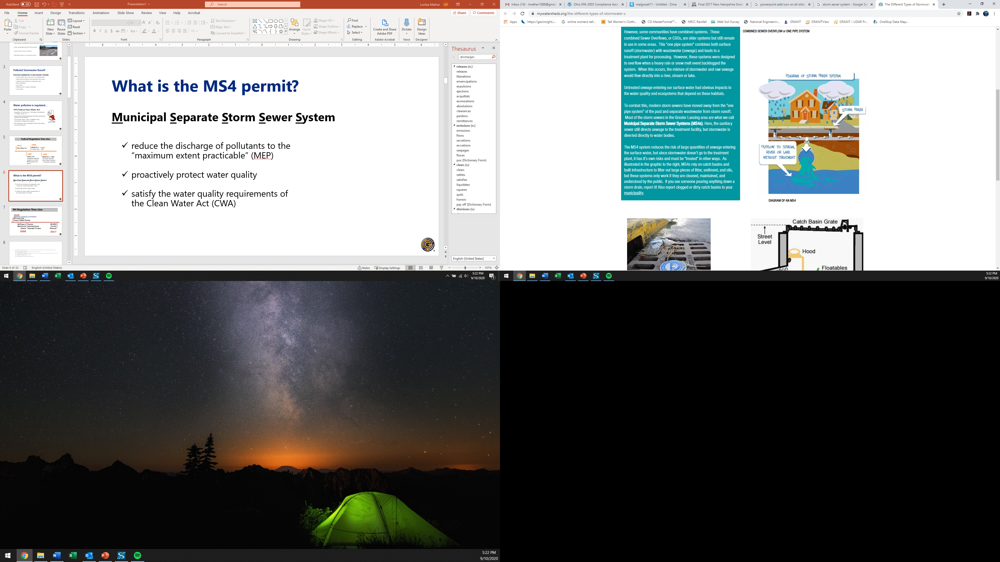 AutoSave Off
Presentation1
Search
Lorilee Mather LM
File Home Insert Design Transitions Animations Slide Show Review View Help Acrobat
Share Comments
Paste
Cut
Copy
Format Painter
Clipboard
New Slide
Reuse Slides
Layout
Reset
Section
Slides
18
Font
Text Direction
Align Text
Convert to SmartArt
Paragraph
Arrange
Quick Styles
Shape Fill
Shape Outline
Shape Effects
Drawing
Find
Replace
Select
Editing
Create and Share Adobe PDF
Adobe Acrobat
Dictate
Voice
Design Ideas
Designer
3
Polluted Stormwater Runoff
Common pollutants in stormwater include:
4
Water pollution is regulated...
1972 Federal Clean Water Act
5
Federal Regulation Time Line
1972
Clean Water Act
1990
1987
1999
6
What is the MS4 permit?
Municipal Separate Storm Sewer System
7
NH Regulation Time Line
2003
NH issues first
Phase 2 (MS4) Permits
NH Phase 2 MS4 Permit Expires
2008
Permits Administratively Extended 10 years
NH MS4 Permits Reissued
2017
8
What is the MS4 permit?
Municipal Separate Storm Sewer System
✓ reduce the discharge of pollutants to the
“maximum extent practicable” (MEP)
✓ proactively protect water quality
✓ satisfy the water quality requirements of
the Clean Water Act (CWA)
Thesaurus
discharges
releases (n.)
releases
liberations
emancipations
expulsions
ejections
acquittals
exonerations
absolutions
clearances
pardons
remittances
emissions (n.)
emissions
flows
secretions
excretions
seepages
fluxes
pus (Dictionary Form)
clears (v.)
clears
settles
satisfies
liquidates
squares
quits
honors
pay off (Dictionary Form)
dismisses (v.)
English (United States)
Slide 6 of 32 English (United States)
Notes Display Settings 107%
5:22 PM
9/10/2020
Inbox (14) - lmather1088@gmail
Ohio EPA 2005 Compliance Assis
malgosiat11 - Untitled - Zima
Final 2017 New Hampshire Small
powerpoint add icon on all slides
storm sewer system - Google Sea
The Different Types of Stormwat
mywatersheds.org/the-different-types-of-stormwater-s
Apps
https://geoinsight.i...
online womens tall...
Tall Women's Clothi...
CSI MasterFormat™...
NRCC Rainfall
Web Soil Survey
National Engineerin...
GRANIT
GRANITView
GRANIT :: LIDAR Pr...
OneStop Data Map...
However, some communities have combined systems. These
combined Sewer Overflows, or CSOs, are older systems but still remain
in use in some areas. This "one pipe system" combines both surface
runoff (stormwater) with wastewater (sewage) and leads to a
treatment plant for processing. However, these systems were designed
to overflow when a heavy rain or snow melt event backlogged the
system. When this occurs, the mixture of stormwater and raw sewage
would flow directly into a river, stream or lake.
Untreated sewage entering our surface water had obvious impacts to
the water quality and ecosystems that depend on these habitats.
To combat this, modern storm sewers have moved away from the "one
pipe system" of the past and separate wastewater from storm runoff.
Most of the storm sewers in the Greater Lansing area are what we call
Municipal Separate Storm Sewer Systems (MS4s). Here, the sanitary
sewer still directs sewage to the treatment facility, but stormwater is
diverted directly to water bodies.
The MS4 system reduces the risk of large quantities of sewage entering
the surface water, but since stormwater doesn't go to the treatment
plant, it has it's own risks and must be "treated" in other ways. As
illustrated in the graphic to the right, MS4s rely on catch basins and
built infrastructure to filter out large pieces of litter, sediment, and oils,
but these systems only work if they are cleaned, maintained, and
understood by the public. If you see someone pouring anything down a
storm drain, report it! Also report clogged or dirty catch basins to your
municipality.
COMBINED SEWER OVERFLOW or ONE PIPE SYSTEM
DIAGRAM OF STORM DRAIN SYSTEM
STORM DRAIN
OUTFLOW TO STREAM,
RIVER OR LAKE
WITHOUT TREATMENT
DIAGRAM OF AN MS4
Catch Basin Grate
Street
Level
Hood
Floatables
5:22 PM
9/10/2020
5:22 PM
9/10/2020